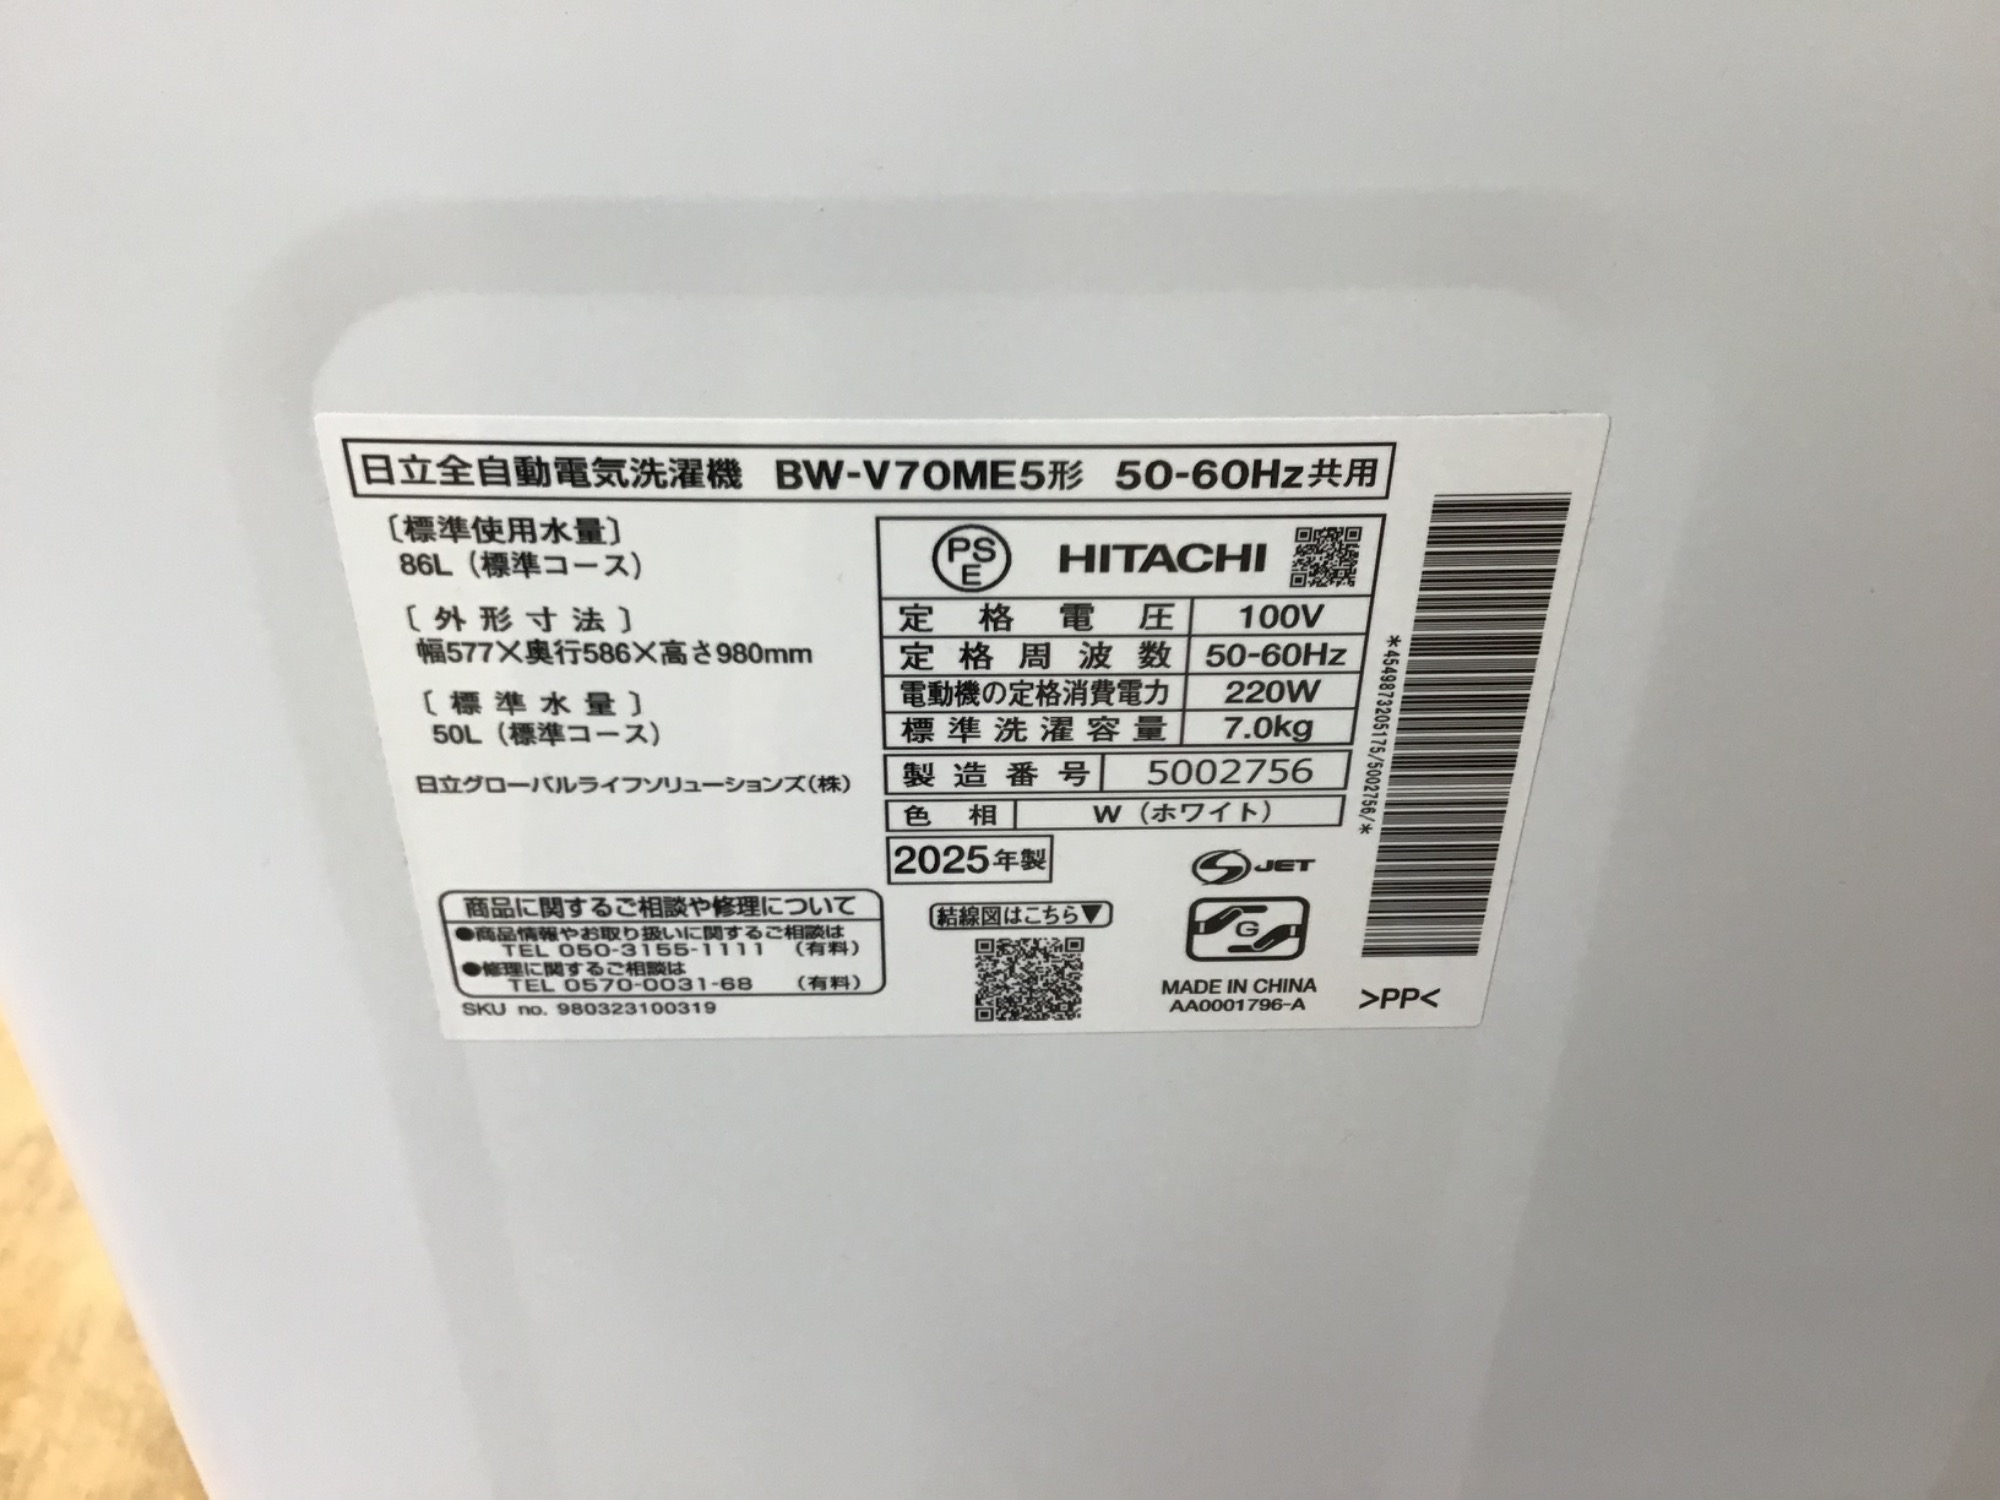 日立全自動電気洗濯機 BW-V70ME5形 50-60Hz共用
〔標準使用水量〕
86L（標準コース）
〔外形寸法〕
幅577×奥行586×高さ980mm
〔標準水量〕
50L（標準コース）
日立グローバルライフソリューションズ(株)
PSE HITACHI
定格電圧 100V
定格周波数 50-60Hz
電動機の定格消費電力 220W
標準洗濯容量 7.0kg
製造番号 5002756
色相 W（ホワイト）
2025年製
S JET
商品に関するご相談や修理について
●商品情報やお取り扱いに関するご相談は
TEL 050-3155-1111 （有料）
●修理に関するご相談は
TEL 0570-0031-68 （有料）
SKU no. 980323100319
結線図はこちら▼
G
MADE IN CHINA
AA0001796-A
>PP<
*4549873205175/5002756/*